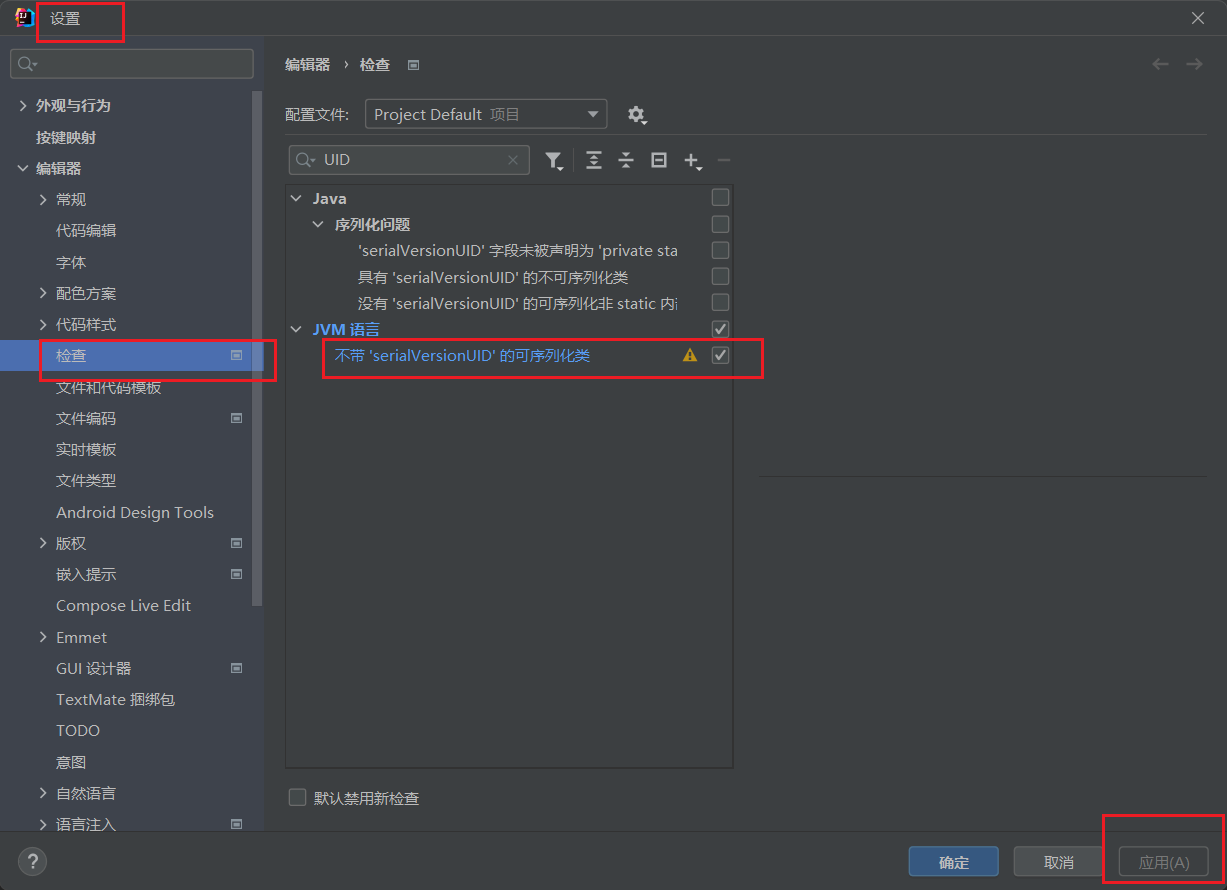 设置
外观与行为
按键映射
编辑器
常规
代码编辑
字体
配色方案
代码样式
检查
文件和代码模板
文件编码
实时模板
文件类型
Android Design Tools
版权
嵌入提示
Compose Live Edit
Emmet
GUI 设计器
TextMate 捆绑包
TODO
意图
自然语言
语言注入
编辑器 › 检查
配置文件: Project Default 项目
UID
Java
序列化问题
'serialVersionUID' 字段未被声明为 'private sta
具有 'serialVersionUID' 的不可序列化类
没有 'serialVersionUID' 的可序列化非 static 内
JVM 语言
不带 'serialVersionUID' 的可序列化类
默认禁用新检查
? 确定 取消 应用(A)